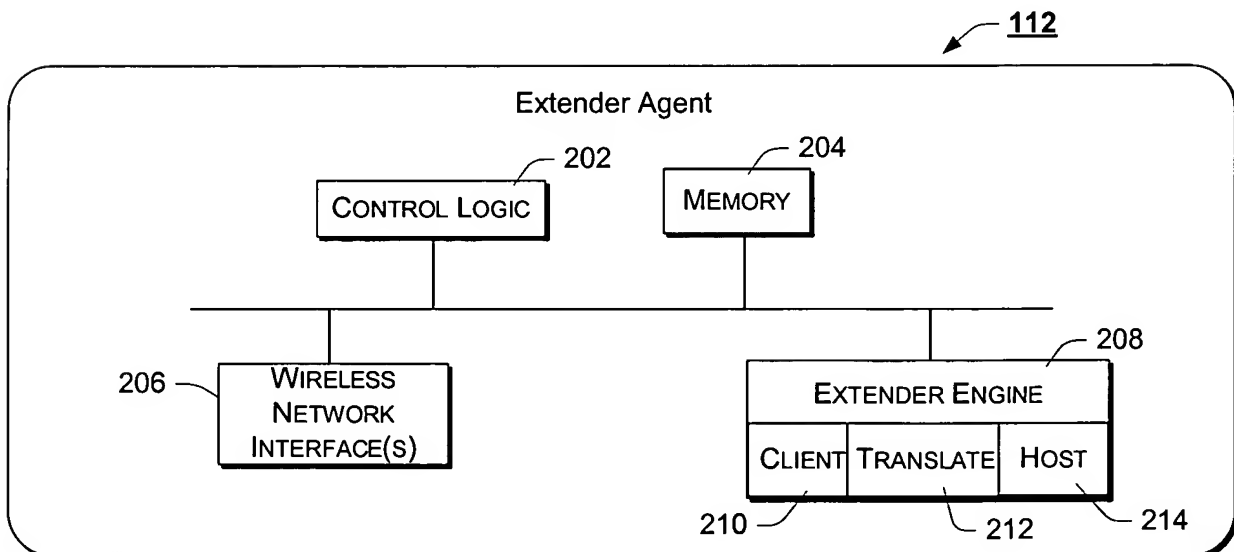 112
Extender Agent
202
204
CONTROL LOGIC
MEMORY
206
WIRELESS
NETWORK
INTERFACE(S)
208
EXTENDER ENGINE
CLIENT
TRANSLATE
HOST
210
212
214